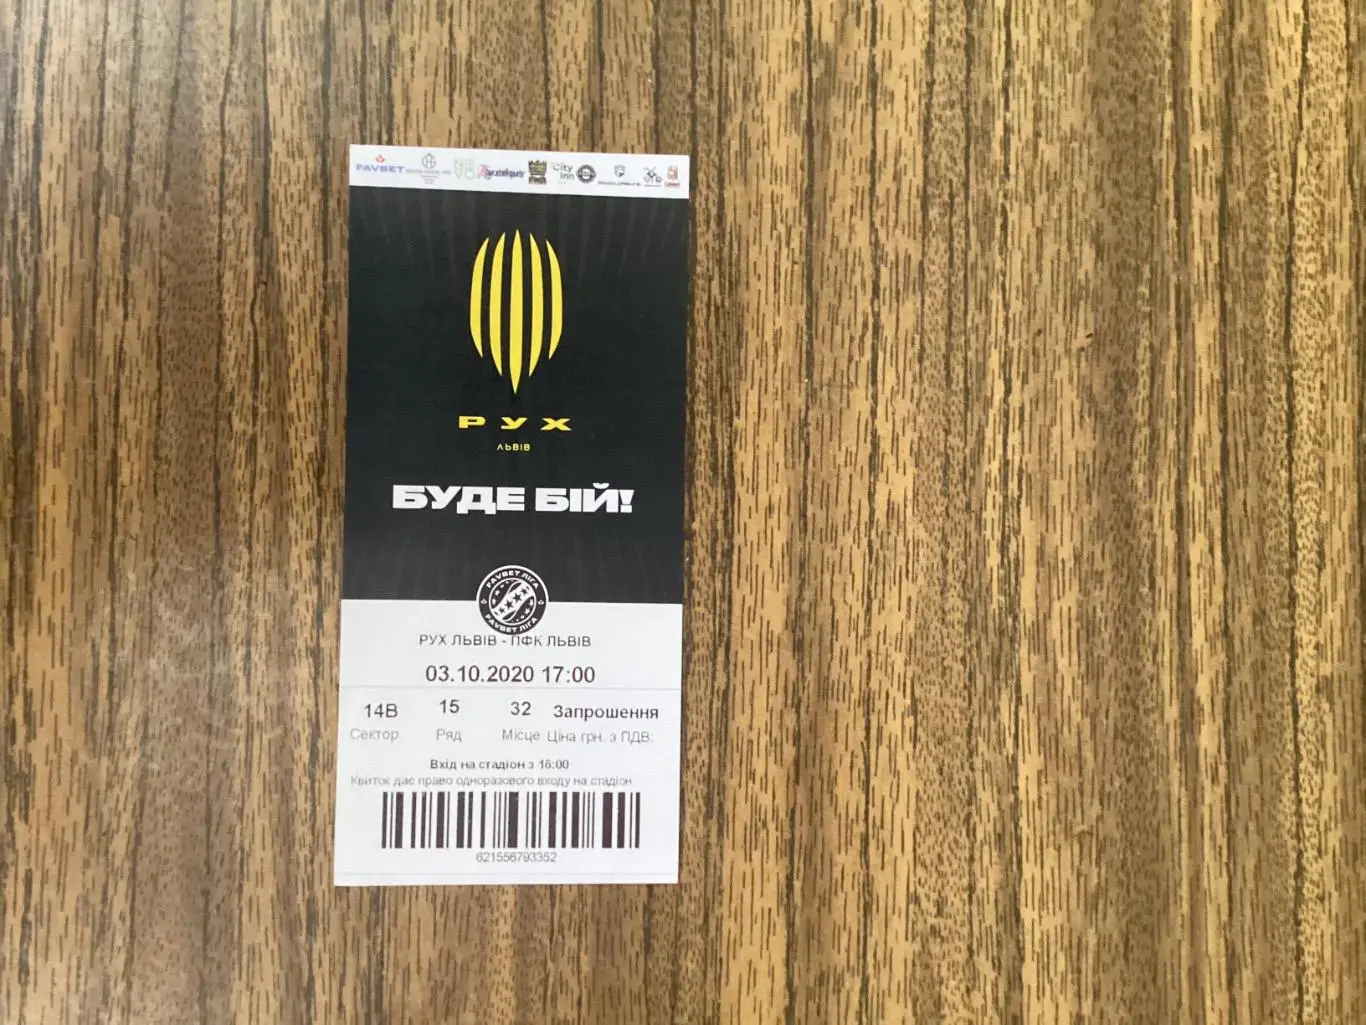 FAVBET
City Inn
РУХ
ЛЬВІВ
БУДЕ БІЙ!
FAVBET ЛІГА
FAVBET ЛІГА
РУХ ЛЬВІВ - ПФК ЛЬВІВ
03.10.2020 17:00
14В 15 32 Запрошення
Сектор Ряд Місце Ціна грн. з ПДВ:
Вхід на стадіон з 16:00
Квиток дає право одноразового входу на стадіон
621556793352